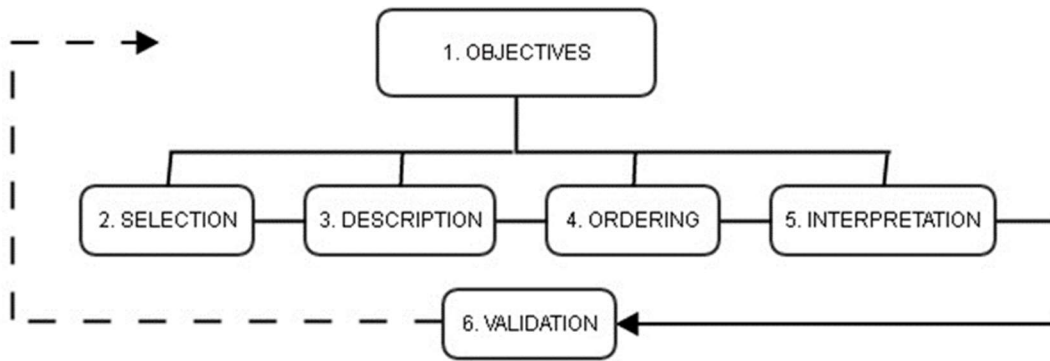 1. OBJECTIVES
2. SELECTION
3. DESCRIPTION
4. ORDERING
5. INTERPRETATION
6. VALIDATION